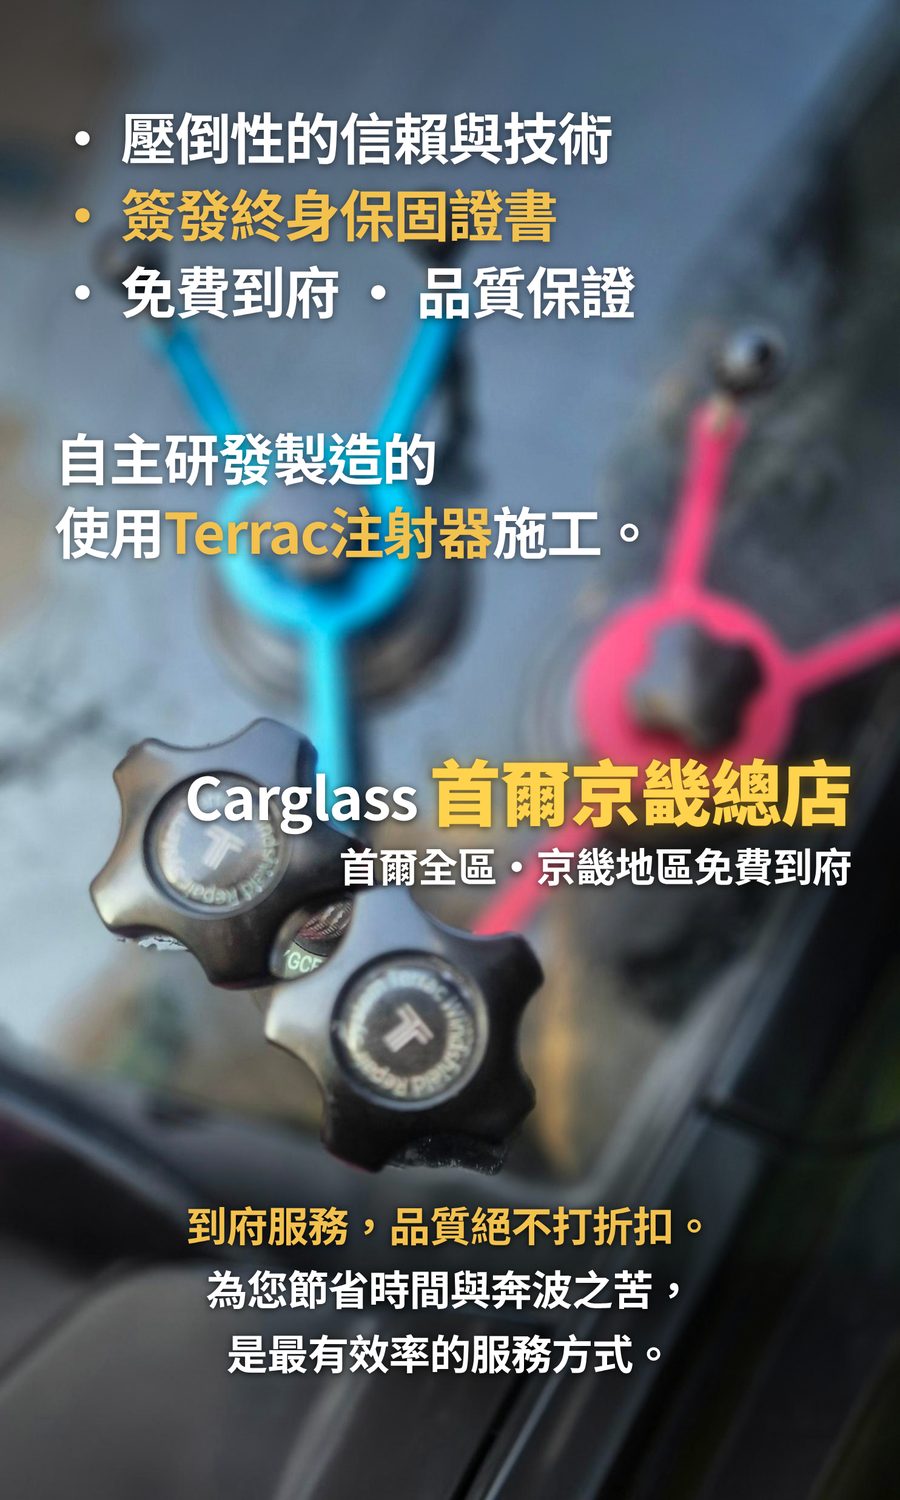 • 壓倒性的信賴與技術
• 簽發終身保固證書
• 免費到府 • 品質保證
自主研發製造的
使用Terrac注射器施工。
Carglass 首爾京畿總店
首爾全區•京畿地區免費到府
到府服務，品質絕不打折扣。
為您節省時間與奔波之苦，
是最有效率的服務方式。